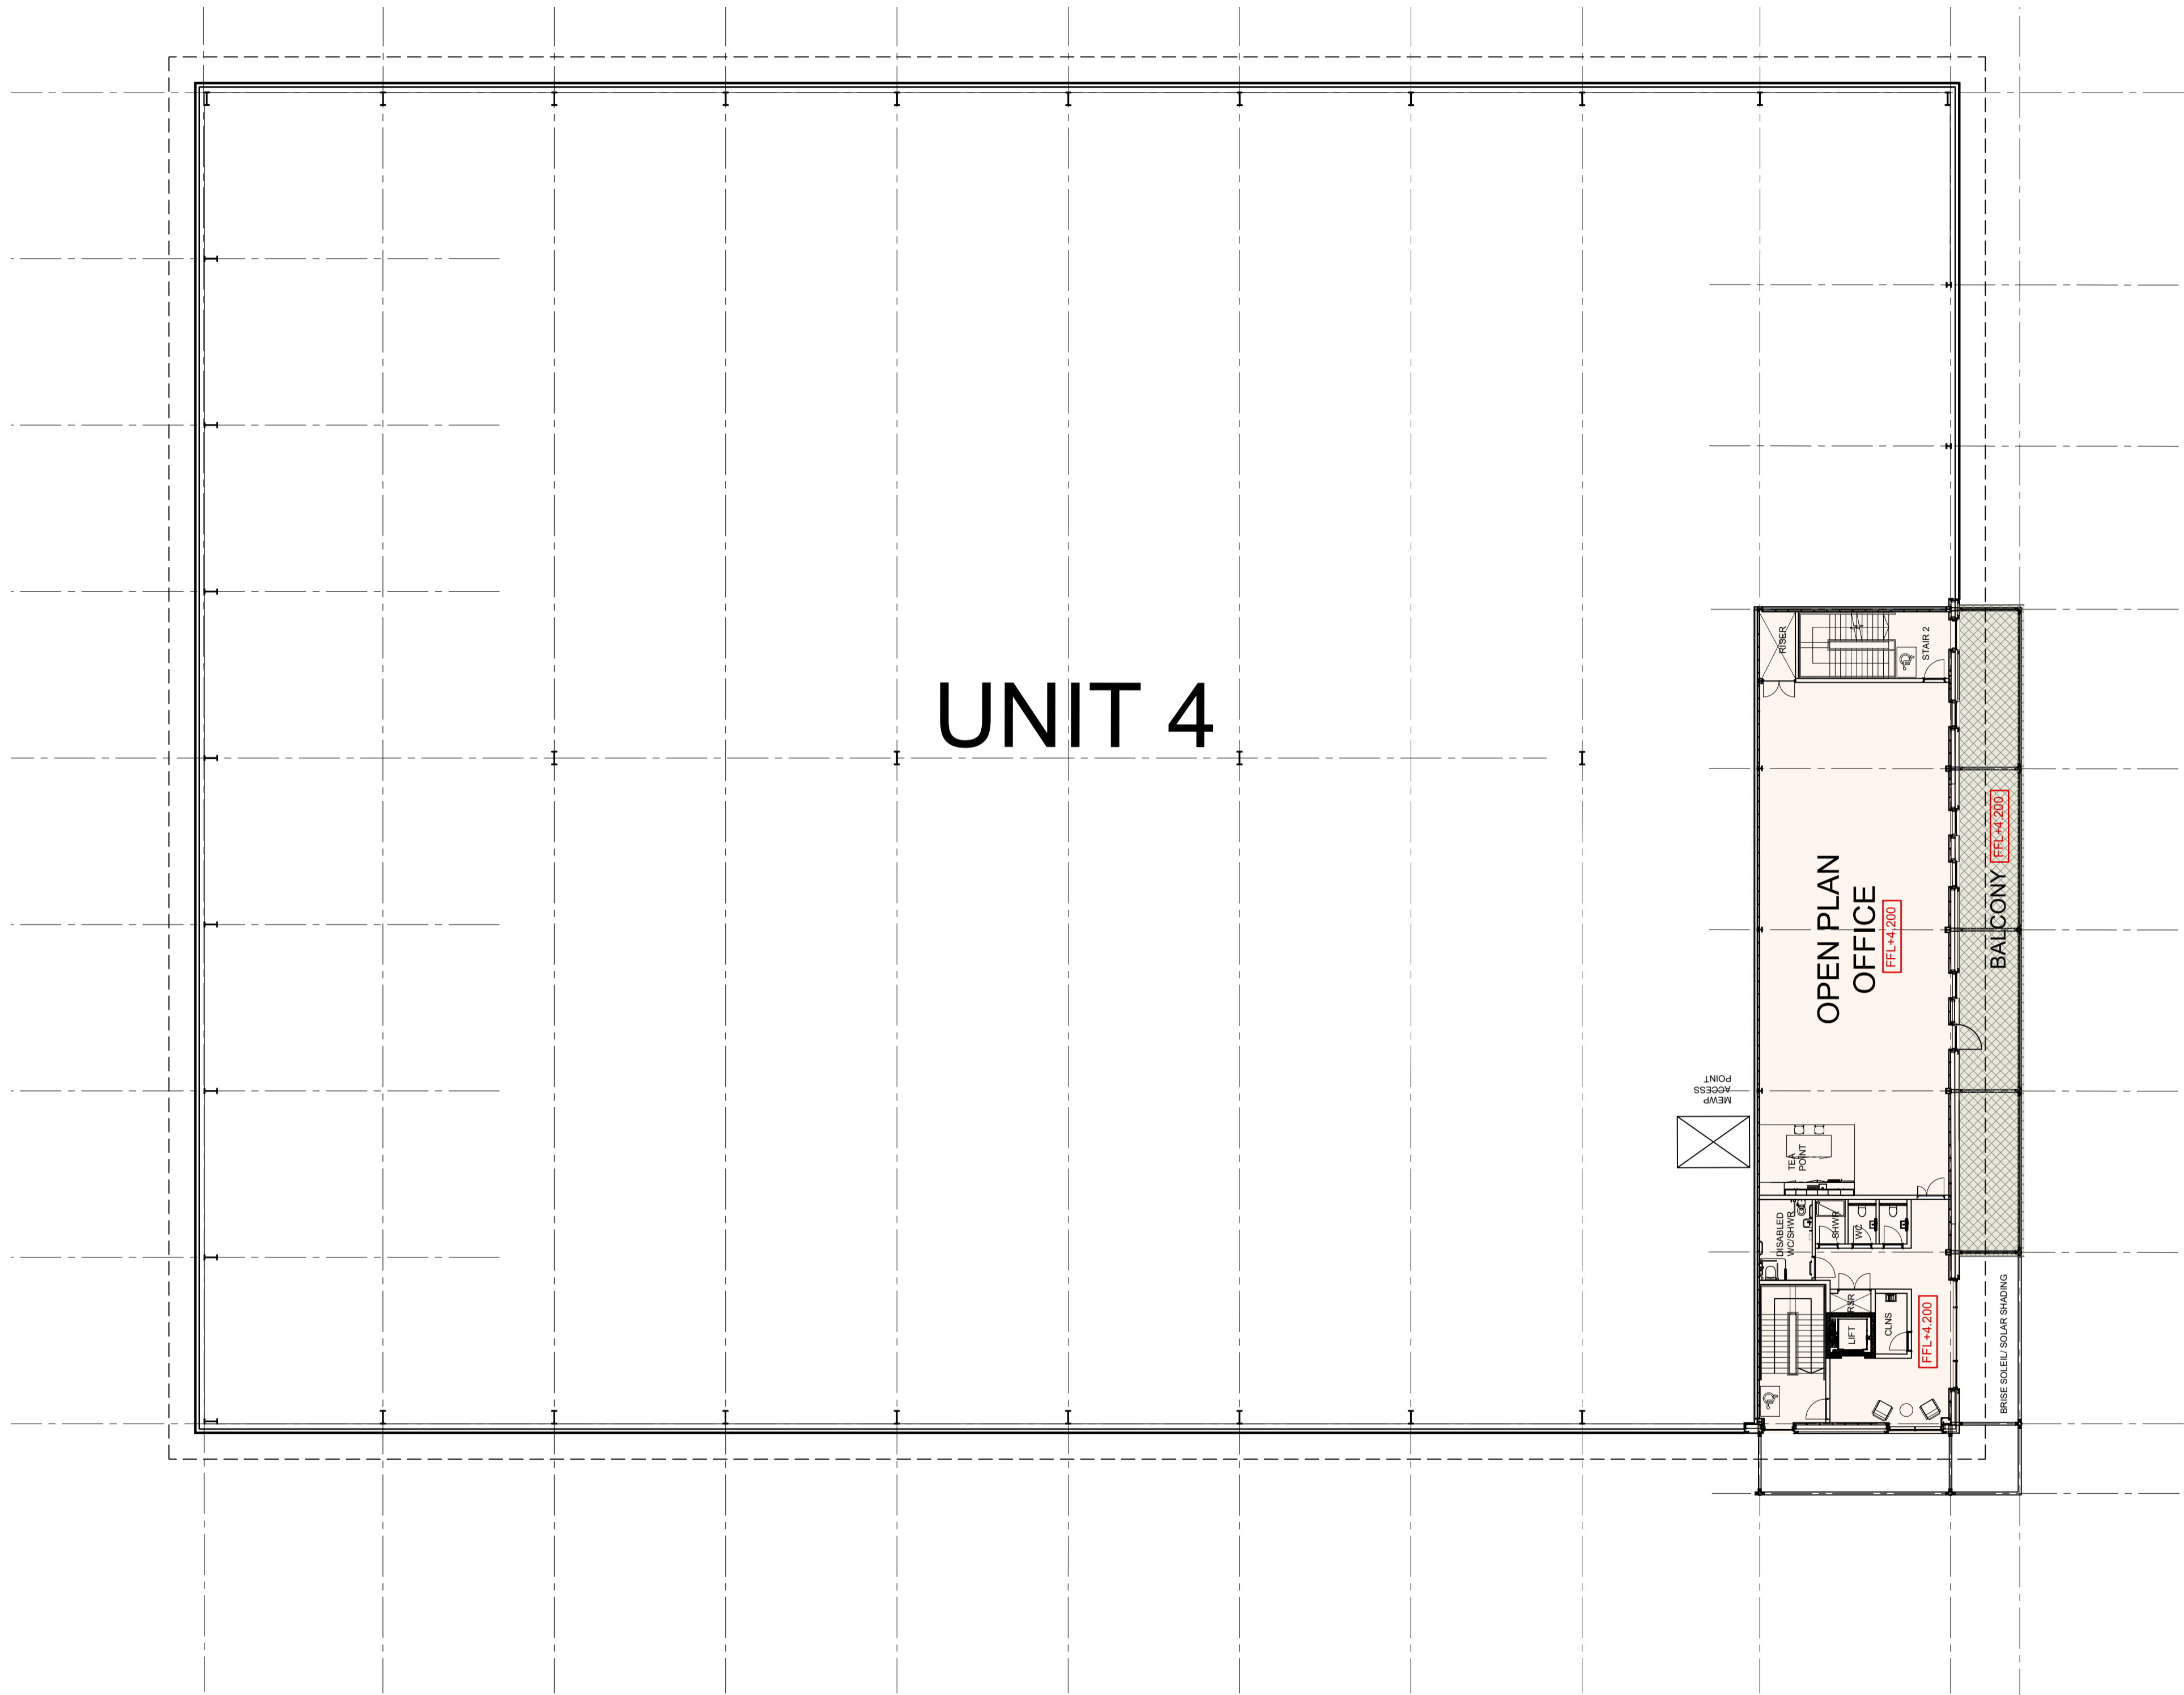 UNIT 4
RISER
STAIR 2
OPEN PLAN
OFFICE
FFL+4.200
BALCONY
FFL+4.200
MEWP
ACCESS
POINT
TEA
POINT
DISABLED
WC/SHWR
SHWR
WC
RSR
LIFT
CLNS
FFL+4.200
BRISE SOLEIL/ SOLAR SHADING